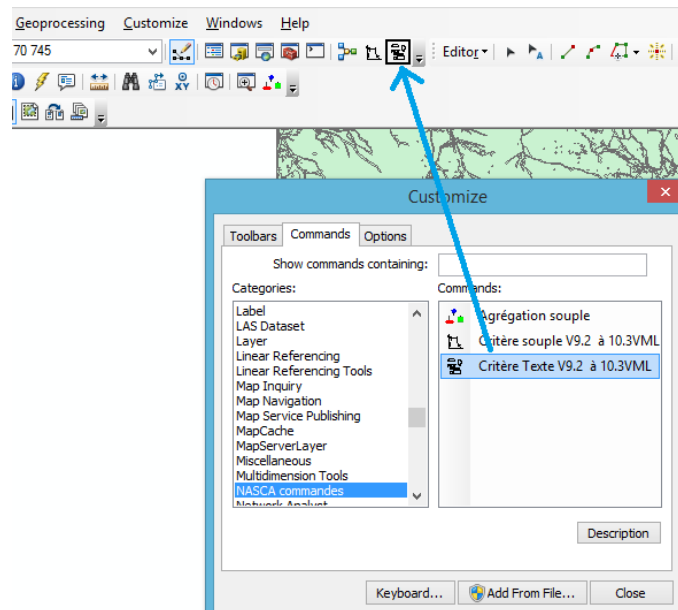 Geoprocessing Customize Windows Help
70 745
Editor
XY
Customize
Toolbars Commands Options
Show commands containing:
Categories: Commands:
Label
LAS Dataset
Layer
Linear Referencing
Linear Referencing Tools
Map Inquiry
Map Navigation
Map Service Publishing
MapCache
MapServerLayer
Miscellaneous
Multidimension Tools
NASCA commandes
Network Analyst
Agrégation souple
Critère souple V9.2 à 10.3VML
Critère Texte V9.2 à 10.3VML
Description
Keyboard... Add From File... Close